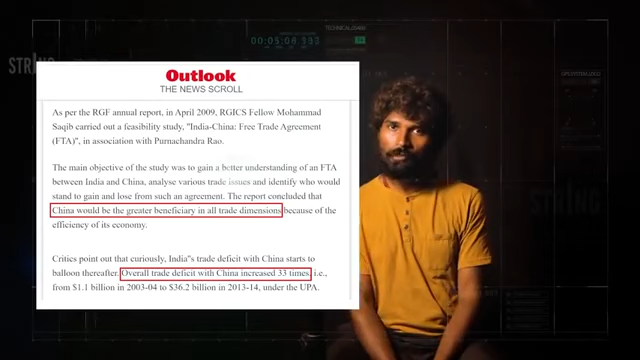 TECHNICAL
00:05:08.993
STRING
Outlook
THE NEWS SCROLL
As per the RGF annual report, in April 2009, RGICS Fellow Mohammad
Saqib carried out a feasibility study, "India-China: Free Trade Agreement
(FTA)", in association with Purnachandra Rao.
The main objective of the study was to gain a better understanding of an FTA
between India and China, analyse various trade issues and identify who would
stand to gain and lose from such an agreement. The report concluded that
China would be the greater beneficiary in all trade dimensions because of the
efficiency of its economy.
Critics point out that curiously, India"s trade deficit with China starts to
balloon thereafter. Overall trade deficit with China increased 33 times, i.e.,
from $1.1 billion in 2003-04 to $36.2 billion in 2013-14, under the UPA.
STRING